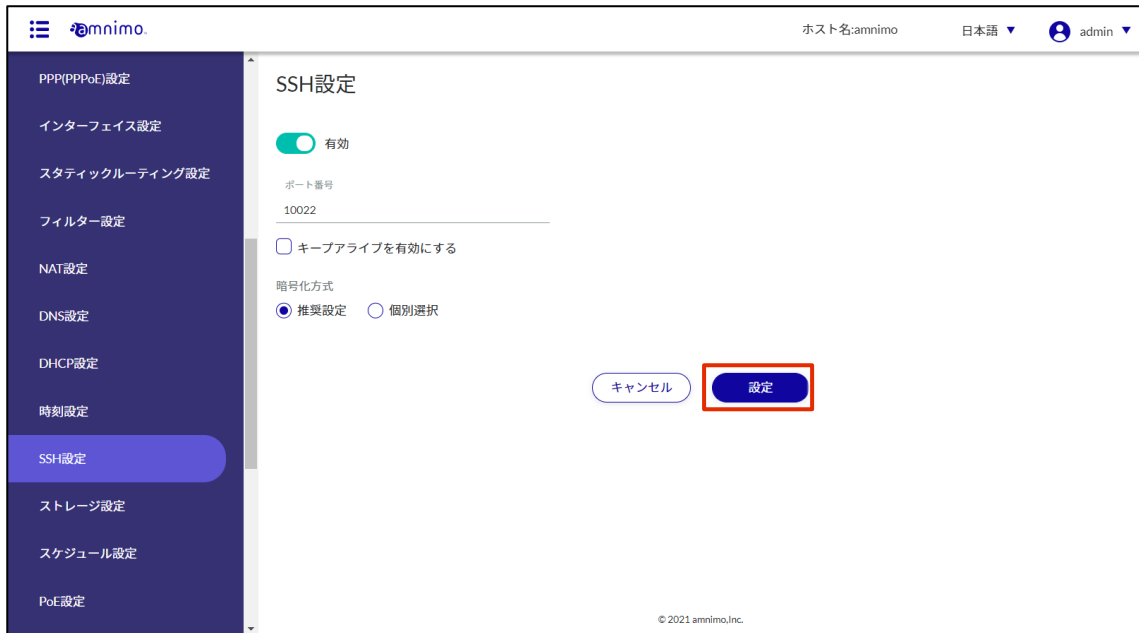 amnimo.
ホスト名:amnimo
日本語 ▼
admin ▼
PPP(PPPoE)設定
インターフェイス設定
スタティックルーティング設定
フィルター設定
NAT設定
DNS設定
DHCP設定
時刻設定
SSH設定
ストレージ設定
スケジュール設定
PoE設定
SSH設定
有効
ポート番号
10022
キープアライブを有効にする
暗号化方式
推奨設定 個別選択
キャンセル 設定
© 2021 amnimo,Inc.